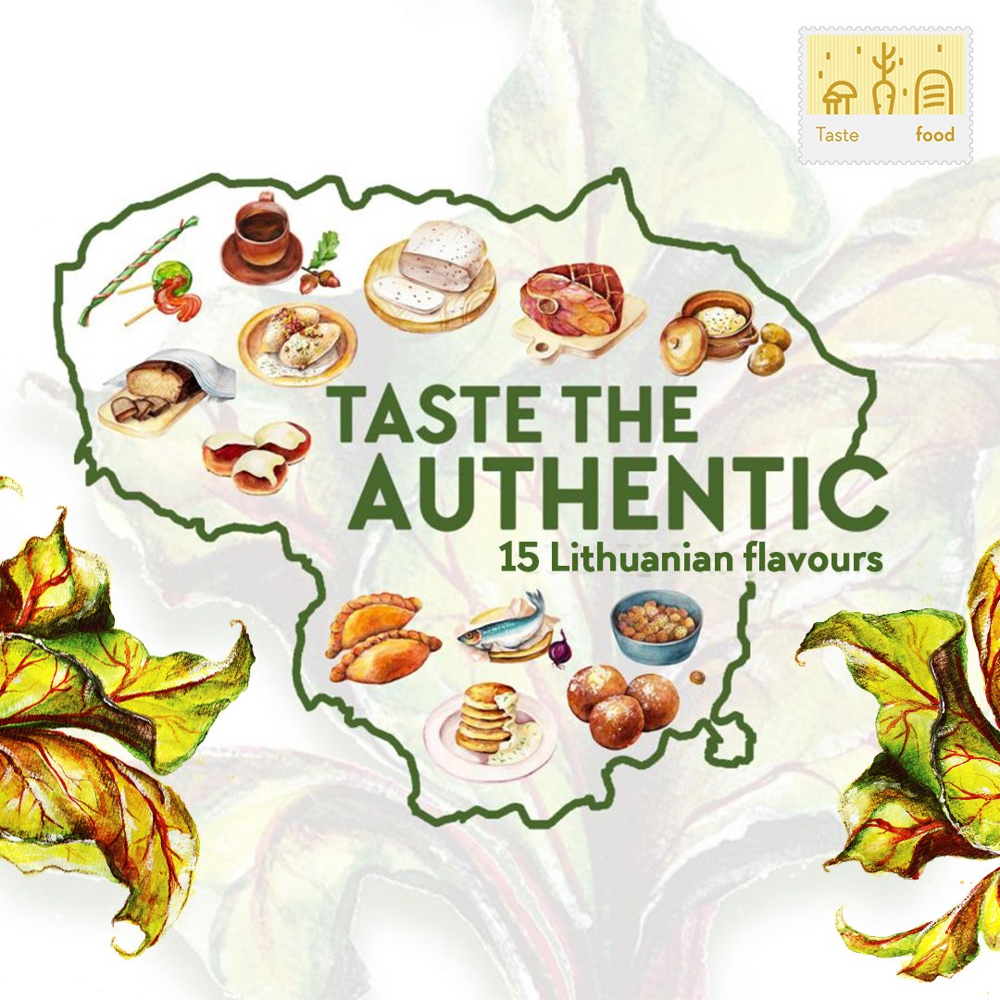 Taste food
TASTE THE
AUTHENTIC
15 Lithuanian flavours